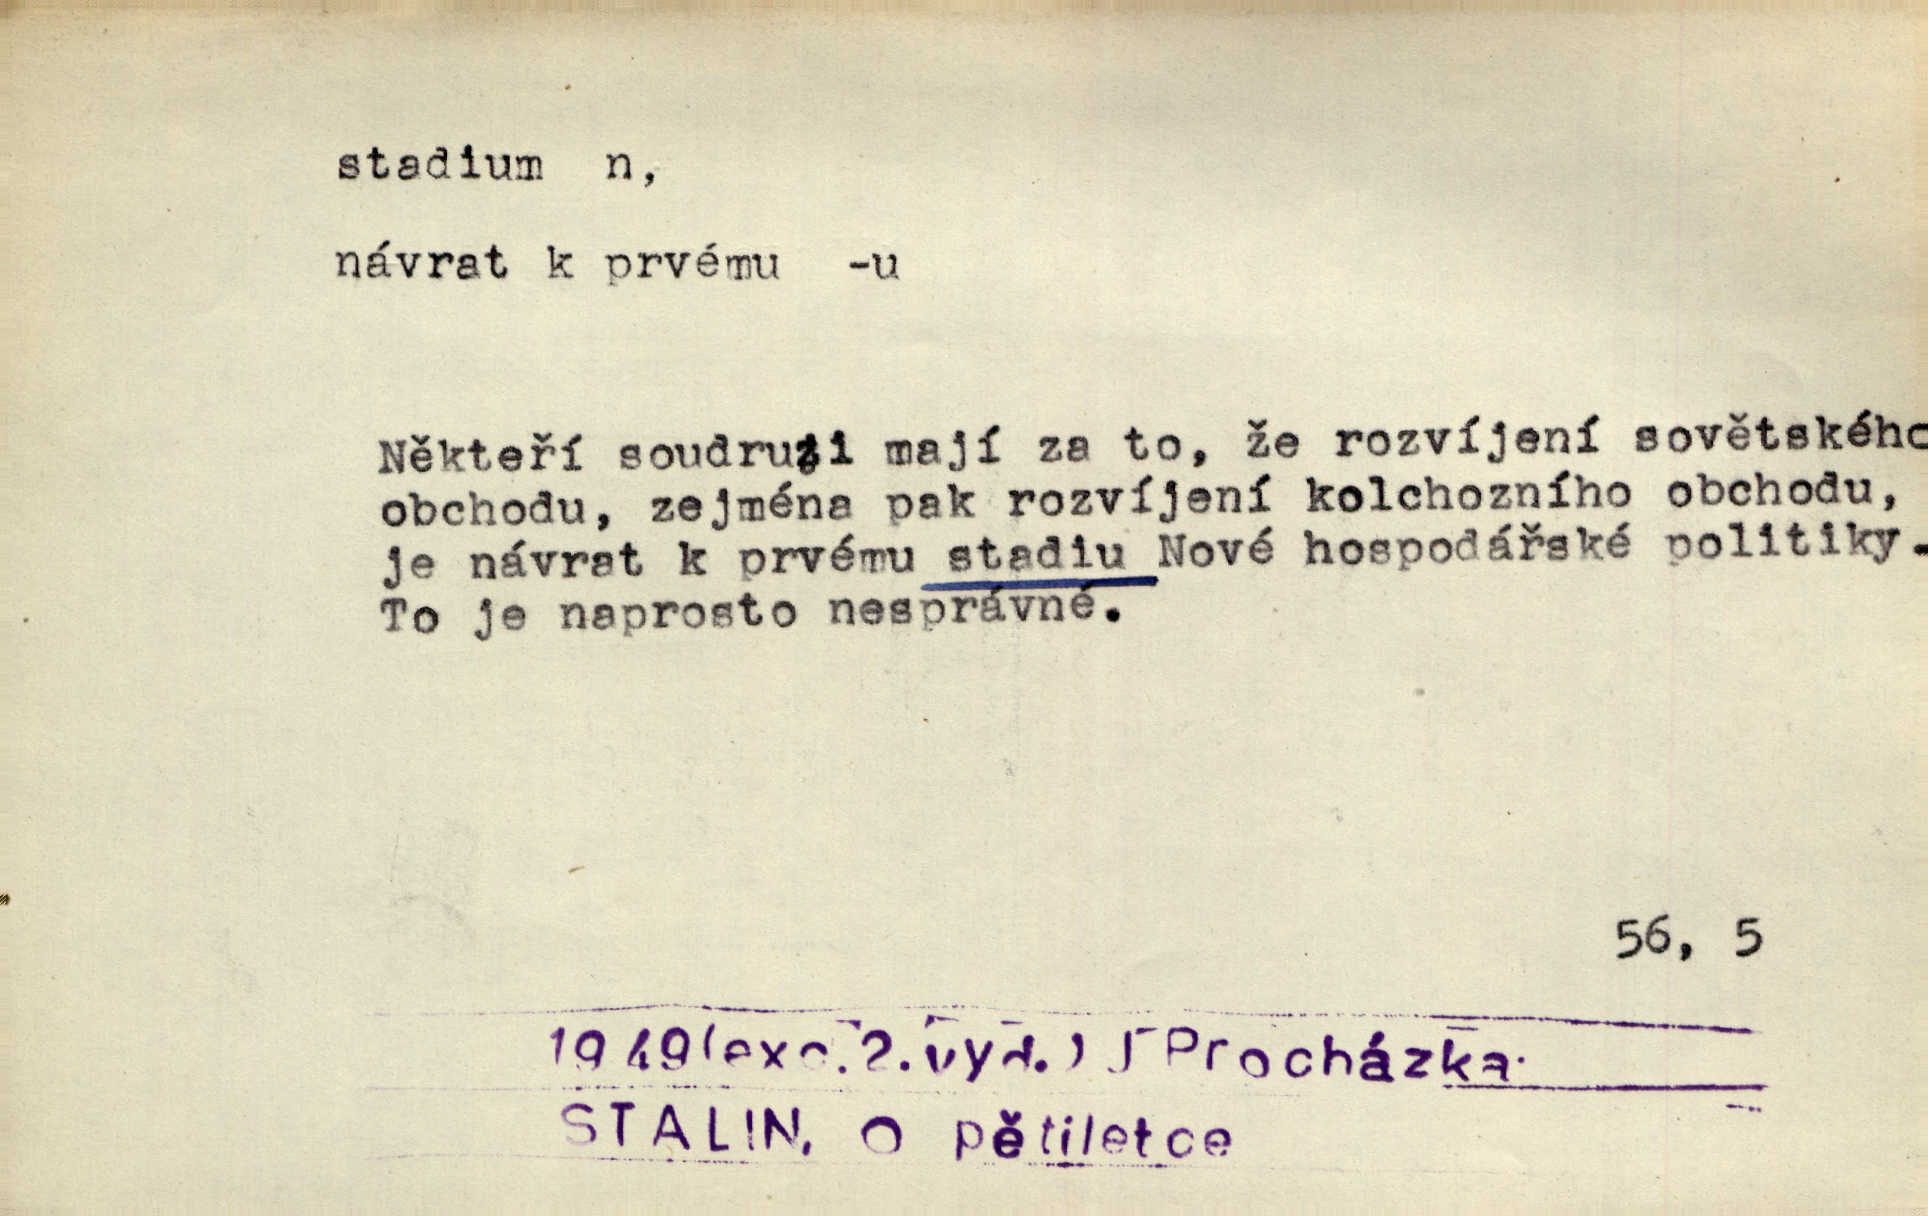 stadium n,
návrat k prvému -u
Někteří soudruzi mají za to, že rozvíjení sovětského
obchodu, zejména pak rozvíjení kolchozního obchodu,
je návrat k prvému stadiu Nové hospodářské politiky.
To je naprosto nesprávné.
56, 5
1949(exc.2.vyd.) J Procházka
STALIN, O pětiletce